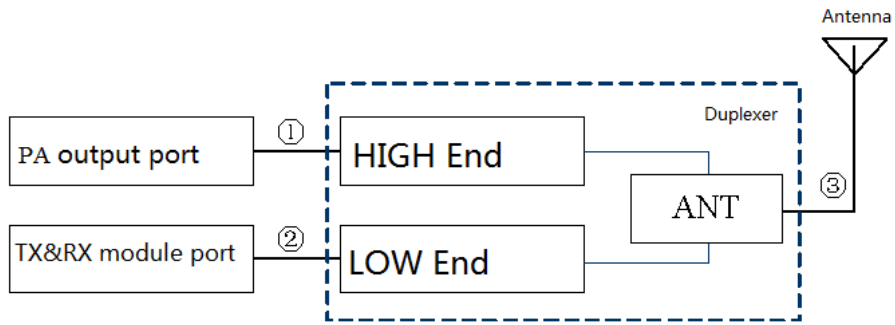 Antenna
Duplexer
①
PA output port
HIGH End
③
ANT
②
TX&RX module port
LOW End